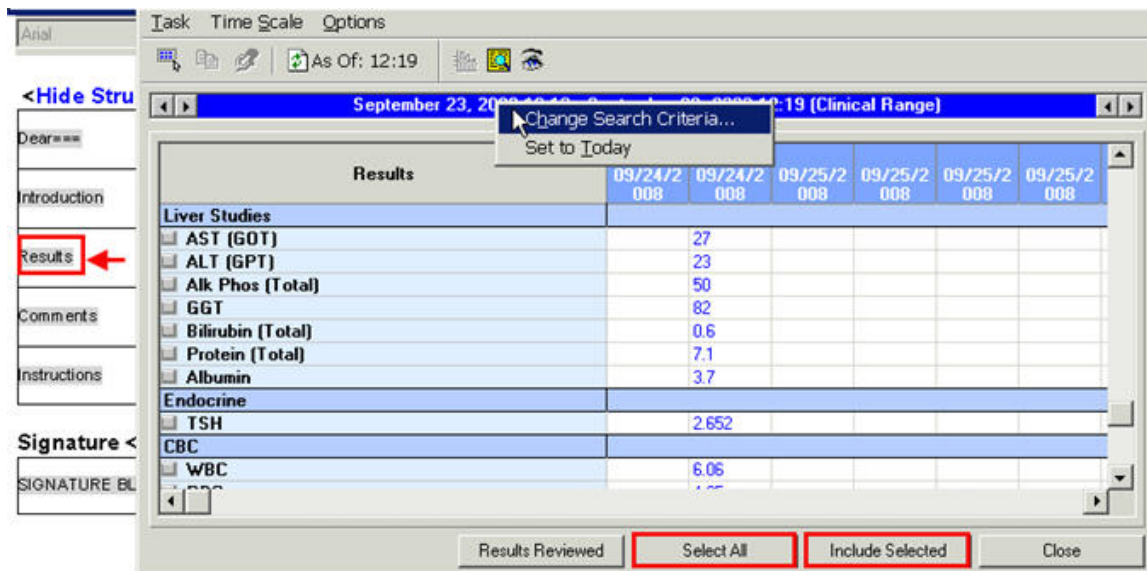 Arial
Task Time Scale Options
As Of: 12:19
<Hide Stru
September 23, 20
:19 (Clinical Range)
Change Search Criteria...
Set to Today
Dear===
Introduction
Results
Comments
Instructions
Signature <
SIGNATURE BL
Results 09/24/2 09/24/2 09/25/2 09/25/2 09/25/2 09/25/2
008 008 008 008 008 008
Liver Studies
AST (GOT) 27
ALT (GPT) 23
Alk Phos (Total) 50
GGT 82
Bilirubin (Total) 0.6
Protein (Total) 7.1
Albumin 3.7
Endocrine
TSH 2.652
CBC
WBC 6.06
Results Reviewed Select All Include Selected Close